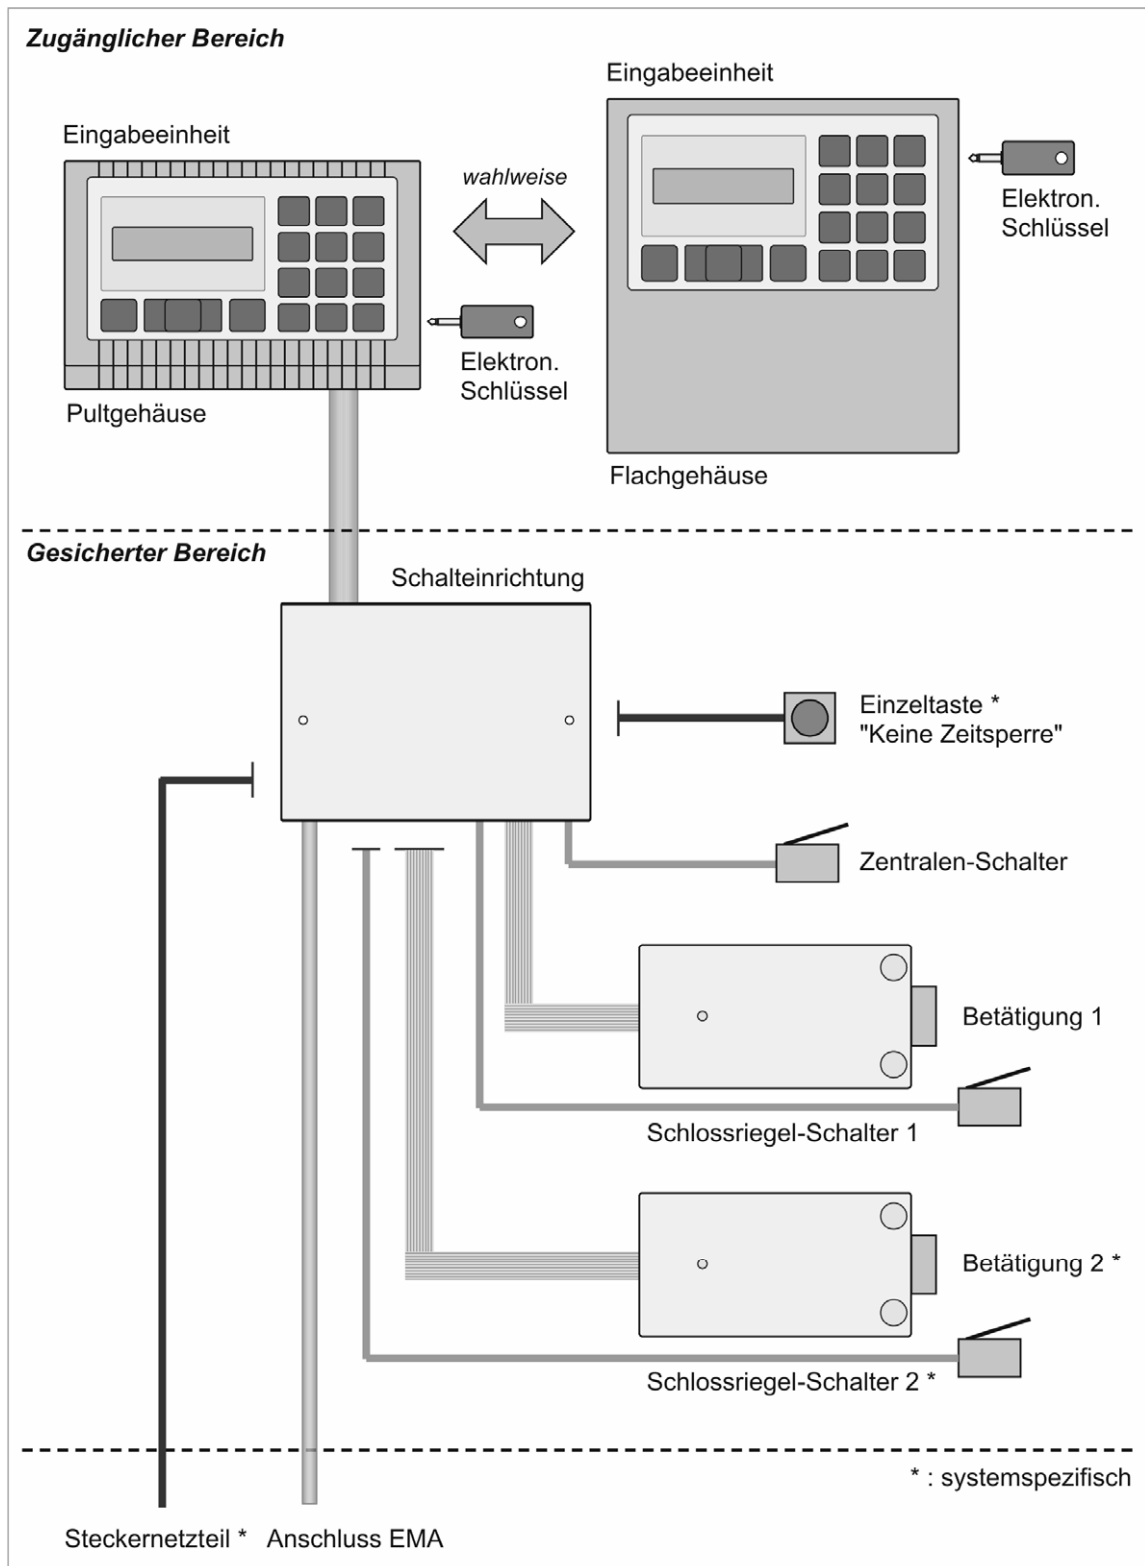 Zugänglicher Bereich
Eingabeeinheit
Eingabeeinheit
wahlweise
Elektron.
Schlüssel
Elektron.
Schlüssel
Pultgehäuse
Flachgehäuse
Gesicherter Bereich
Schalteinrichtung
Einzeltaste *
"Keine Zeitsperre"
Zentralen-Schalter
Betätigung 1
Schlossriegel-Schalter 1
Betätigung 2 *
Schlossriegel-Schalter 2 *
* : systemspezifisch
Steckernetzteil * Anschluss EMA